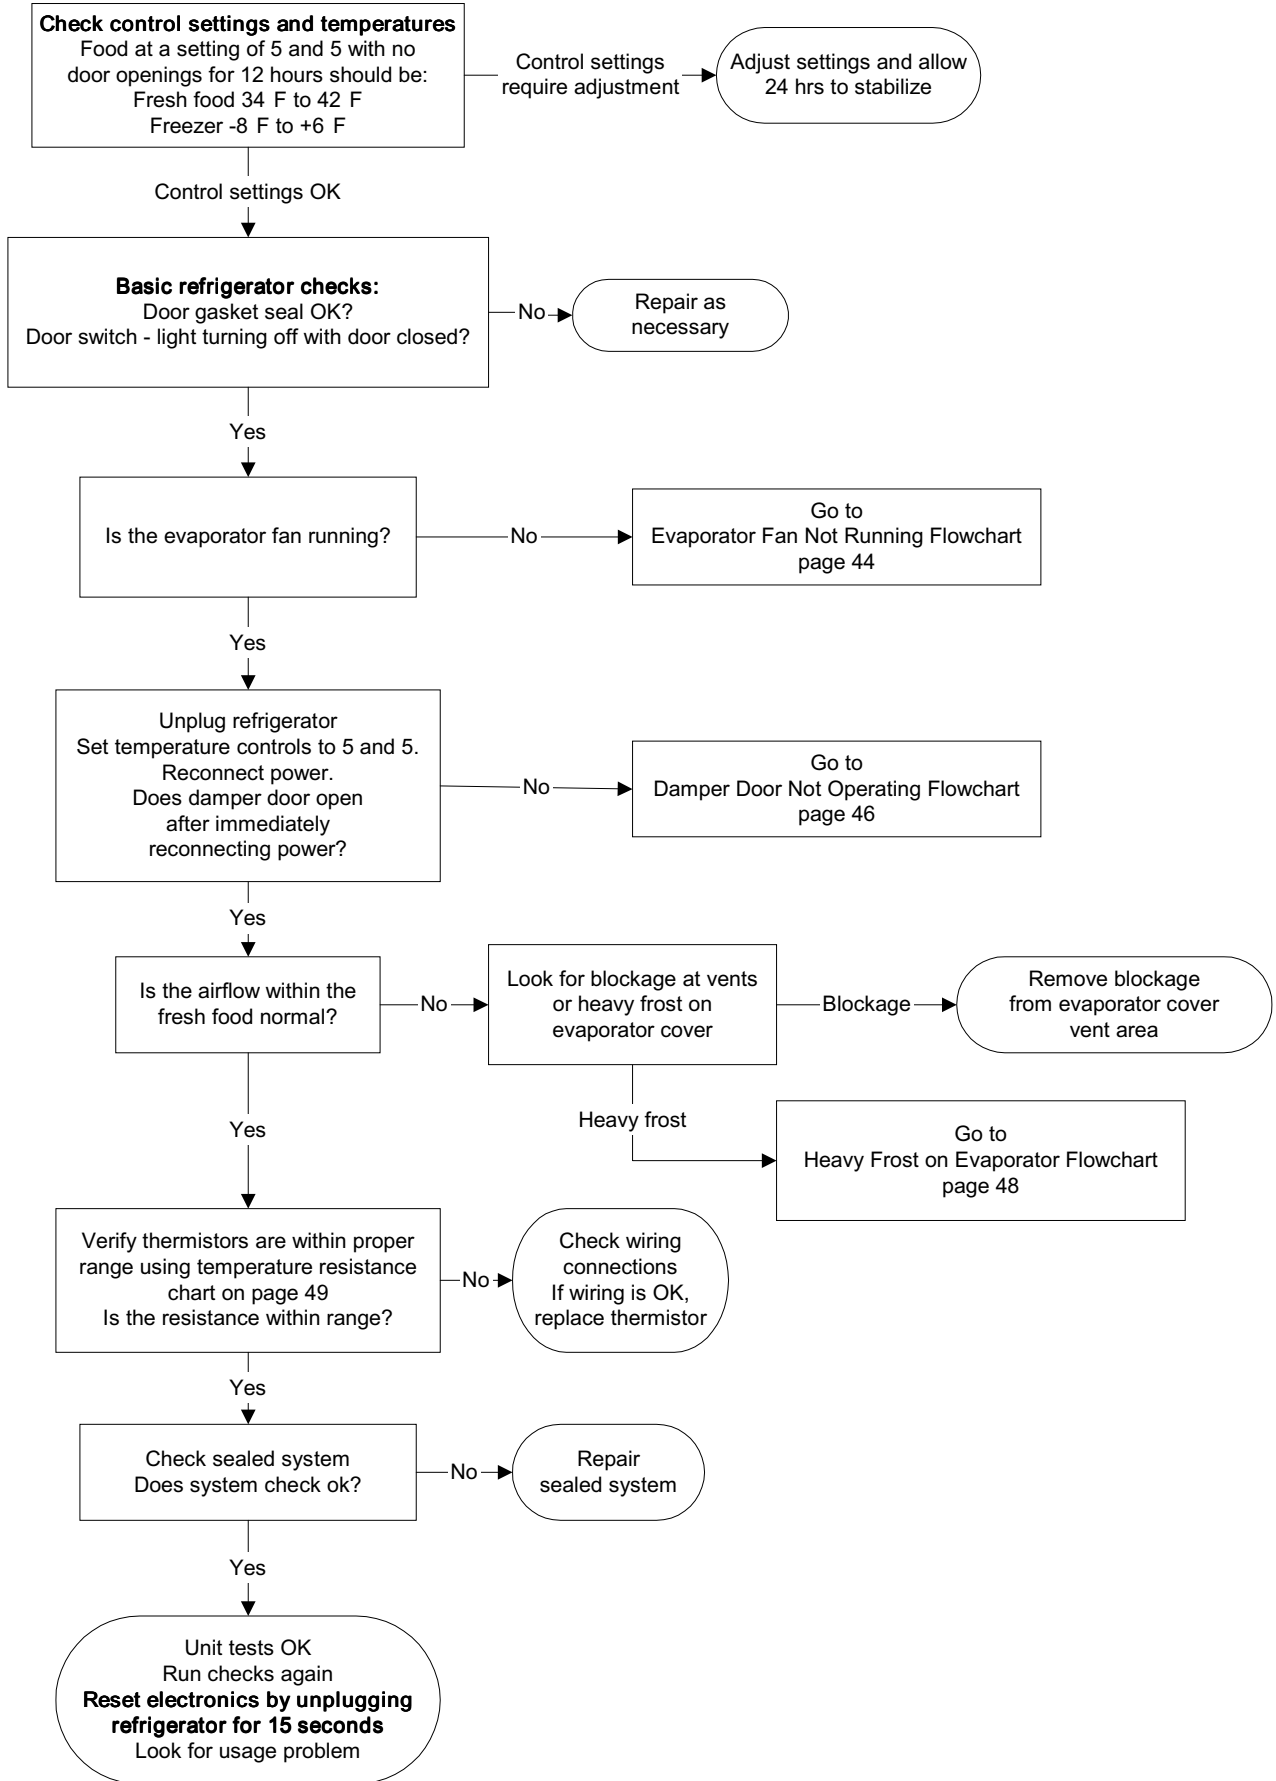 Check control settings and temperatures
Food at a setting of 5 and 5 with no
door openings for 12 hours should be:
Fresh food 34 F to 42 F
Freezer -8 F to +6 F
Control settings
require adjustment
Adjust settings and allow
24 hrs to stabilize
Control settings OK
Basic refrigerator checks:
Door gasket seal OK?
Door switch - light turning off with door closed?
No
Repair as
necessary
Yes
Is the evaporator fan running?
No
Go to
Evaporator Fan Not Running Flowchart
page 44
Yes
Unplug refrigerator
Set temperature controls to 5 and 5.
Reconnect power.
Does damper door open
after immediately
reconnecting power?
No
Go to
Damper Door Not Operating Flowchart
page 46
Yes
Is the airflow within the
fresh food normal?
No
Look for blockage at vents
or heavy frost on
evaporator cover
Blockage
Remove blockage
from evaporator cover
vent area
Heavy frost
Go to
Heavy Frost on Evaporator Flowchart
page 48
Yes
Verify thermistors are within proper
range using temperature resistance
chart on page 49
Is the resistance within range?
No
Check wiring
connections
If wiring is OK,
replace thermistor
Yes
Check sealed system
Does system check ok?
No
Repair
sealed system
Yes
Unit tests OK
Run checks again
Reset electronics by unplugging
refrigerator for 15 seconds
Look for usage problem